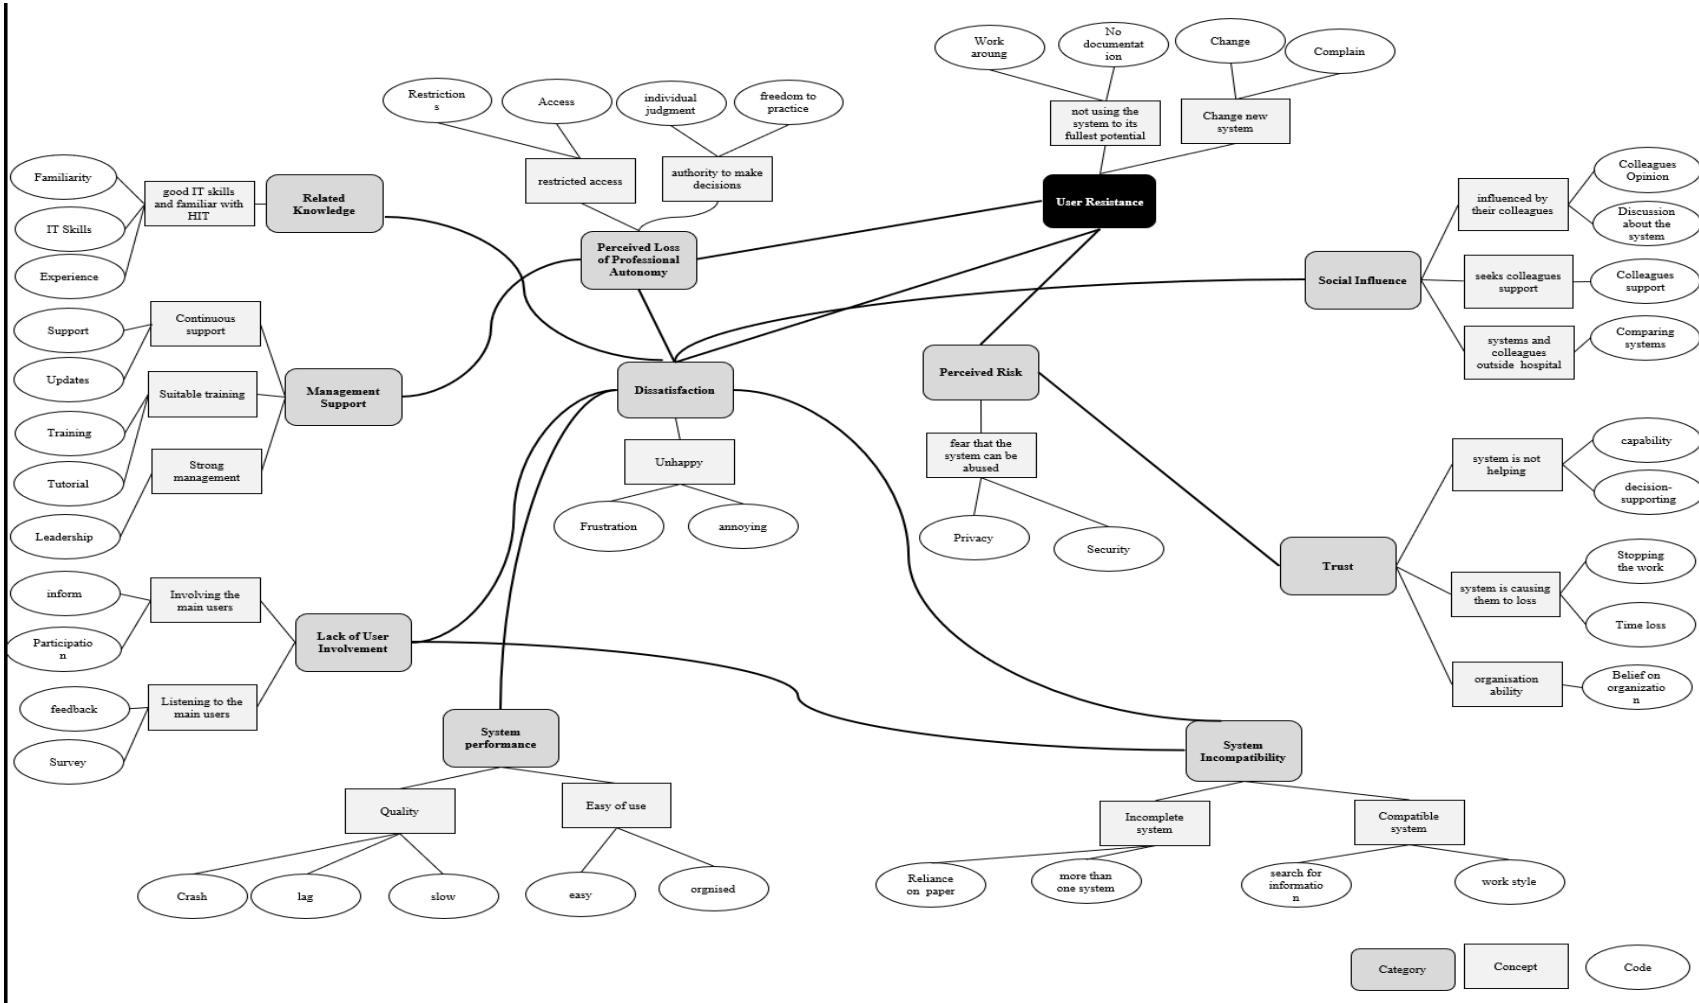 Work
aroung
No
documentat
ion
Change
Complain
Restriction
s
Access
individual
judgment
freedom to
practice
not using the
system to its
fullest potential
Change new
system
restricted access
authority to make
decisions
Familiarity
IT Skills
Experience
good IT skills
and familiar with
HIT
Related
Knowledge
User Resistance
Perceived Loss
of Professional
Autonomy
Social Influence
influenced by
their colleagues
Colleagues
Opinion
Discussion
about the
system
seeks colleagues
support
Colleagues
support
systems and
colleagues
outside hospital
Comparing
systems
Support
Updates
Continuous
support
Training
Tutorial
Suitable training
Leadership
Strong
management
Management
Support
Dissatisfaction
Unhappy
Frustration
annoying
Perceived Risk
fear that the
system can be
abused
Privacy
Security
Trust
system is not
helping
capability
decision-
supporting
system is causing
them to loss
Stopping
the work
Time loss
organisation
ability
Belief on
organizatio
n
inform
Participatio
n
Involving the
main users
feedback
Survey
Listening to the
main users
Lack of User
Involvement
System
performance
Quality
Easy of use
Crash
lag
slow
easy
orgnised
System
Incompatibility
Incomplete
system
Compatible
system
Reliance
on paper
more than
one system
search for
informatio
n
work style
Category
Concept
Code